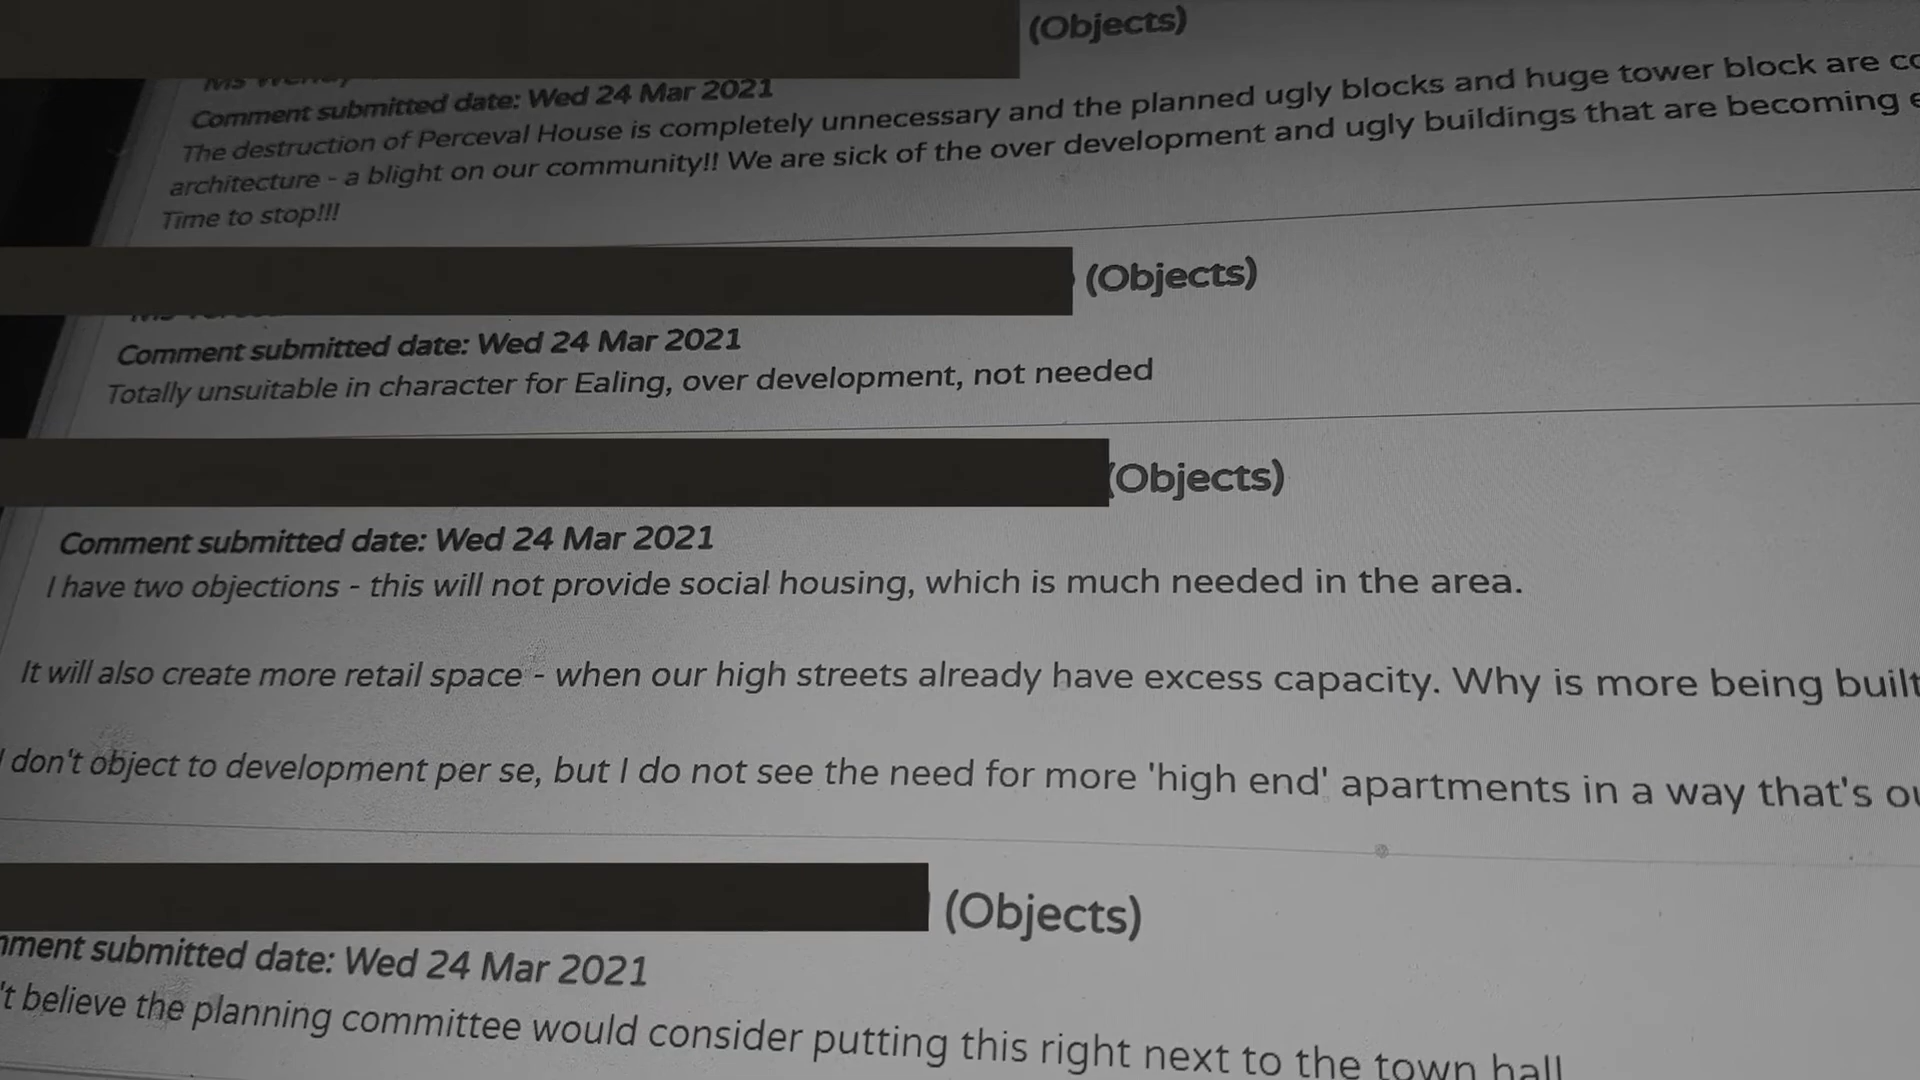 (Objects)
Comment submitted date: Wed 24 Mar 2021
The destruction of Perceval House is completely unnecessary and the planned ugly blocks and huge tower block are
architecture - a blight on our community!! We are sick of the over development and ugly buildings that are becoming
Time to stop!!!
(Objects)
Comment submitted date: Wed 24 Mar 2021
Totally unsuitable in character for Ealing, over development, not needed
(Objects)
Comment submitted date: Wed 24 Mar 2021
I have two objections - this will not provide social housing, which is much needed in the area.
It will also create more retail space - when our high streets already have excess capacity. Why is more being built
I don't object to development per se, but I do not see the need for more 'high end' apartments in a way that's
(Objects)
submitted date: Wed 24 Mar 2021
't believe the planning committee would consider putting this right next to the town hall